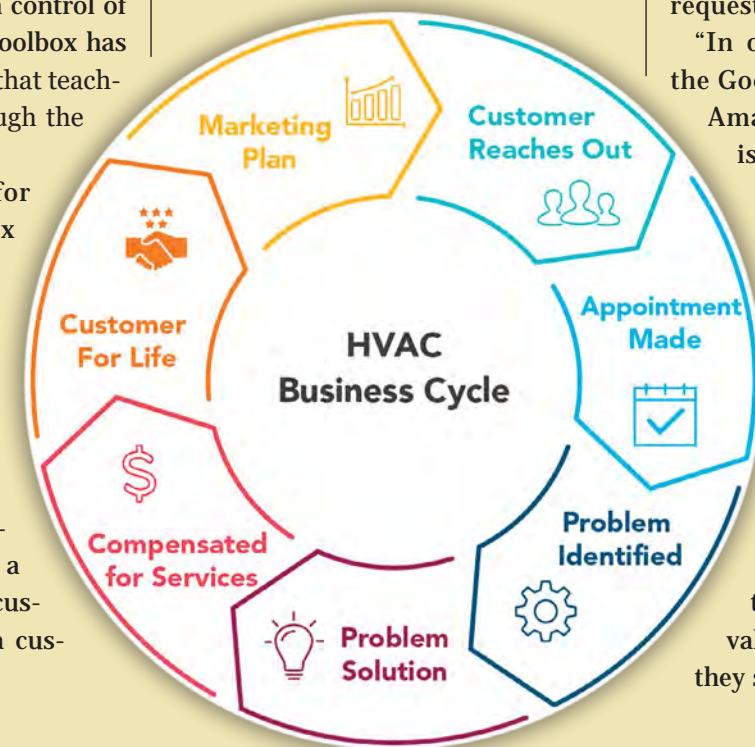 control of
oolbox has
that teach-
ugh the
for
x
-
a
cus-
cus-
Marketing
Plan
Customer
Reaches Out
Appointment
Made
Problem
Identified
Problem
Solution
Compensated
for Services
$
Customer
For Life
HVAC
Business Cycle
request
“In o
the Goo
Ama
is
t
val
they s